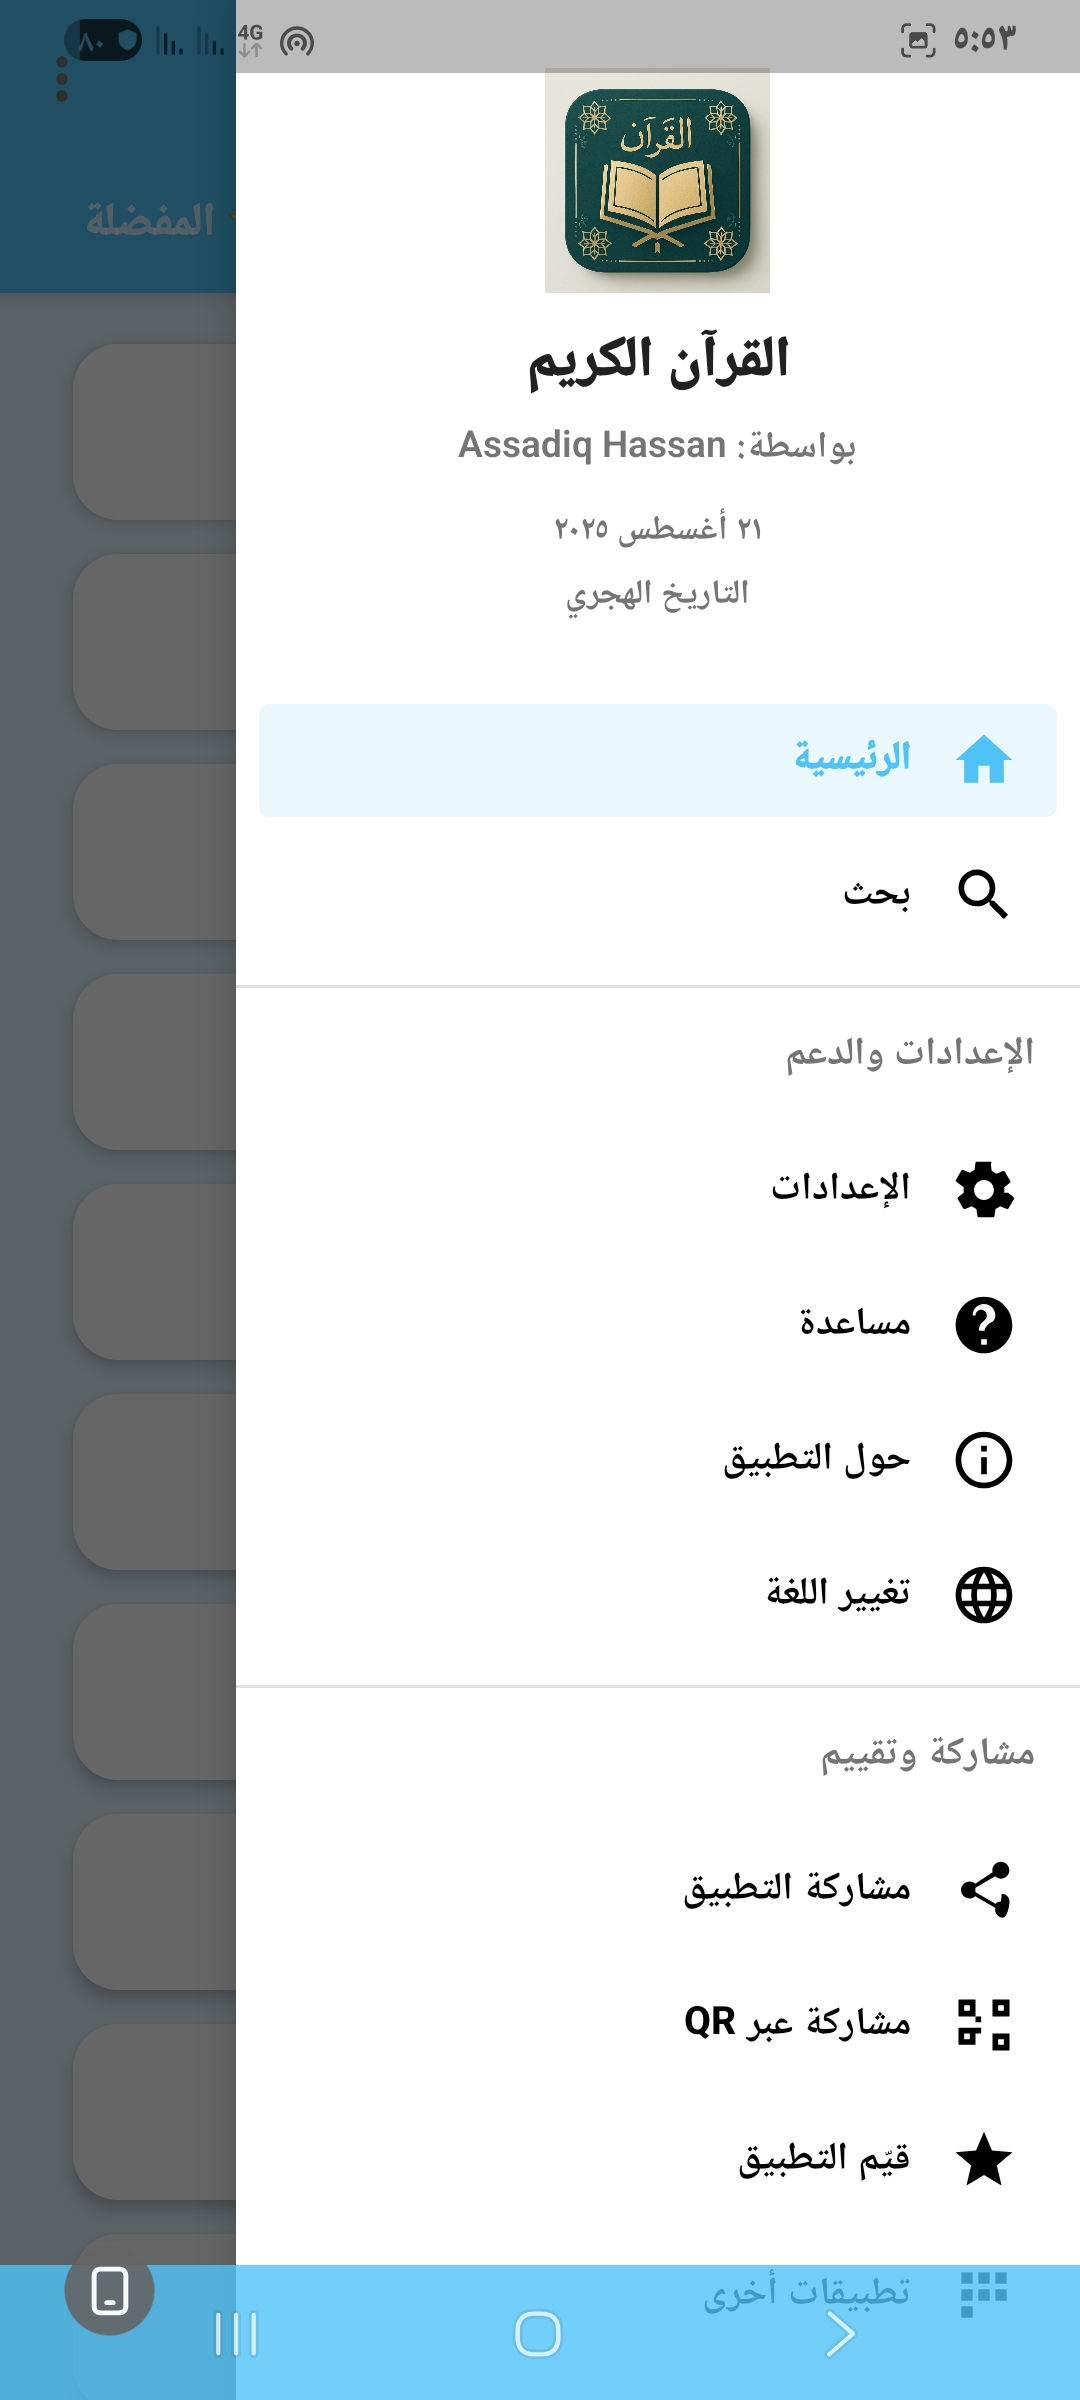 ٥:٥٣
4G
٨٠
المفضلة
القرآن
القرآن الكريم
بواسطة: Assadiq Hassan
٢١ أغسطس ٢٠٢٥
التاريخ الهجري
الرئيسية
بحث
الإعدادات والدعم
الإعدادات
مساعدة
حول التطبيق
تغيير اللغة
مشاركة وتقييم
مشاركة التطبيق
مشاركة عبر QR
قيّم التطبيق
تطبيقات أخرى